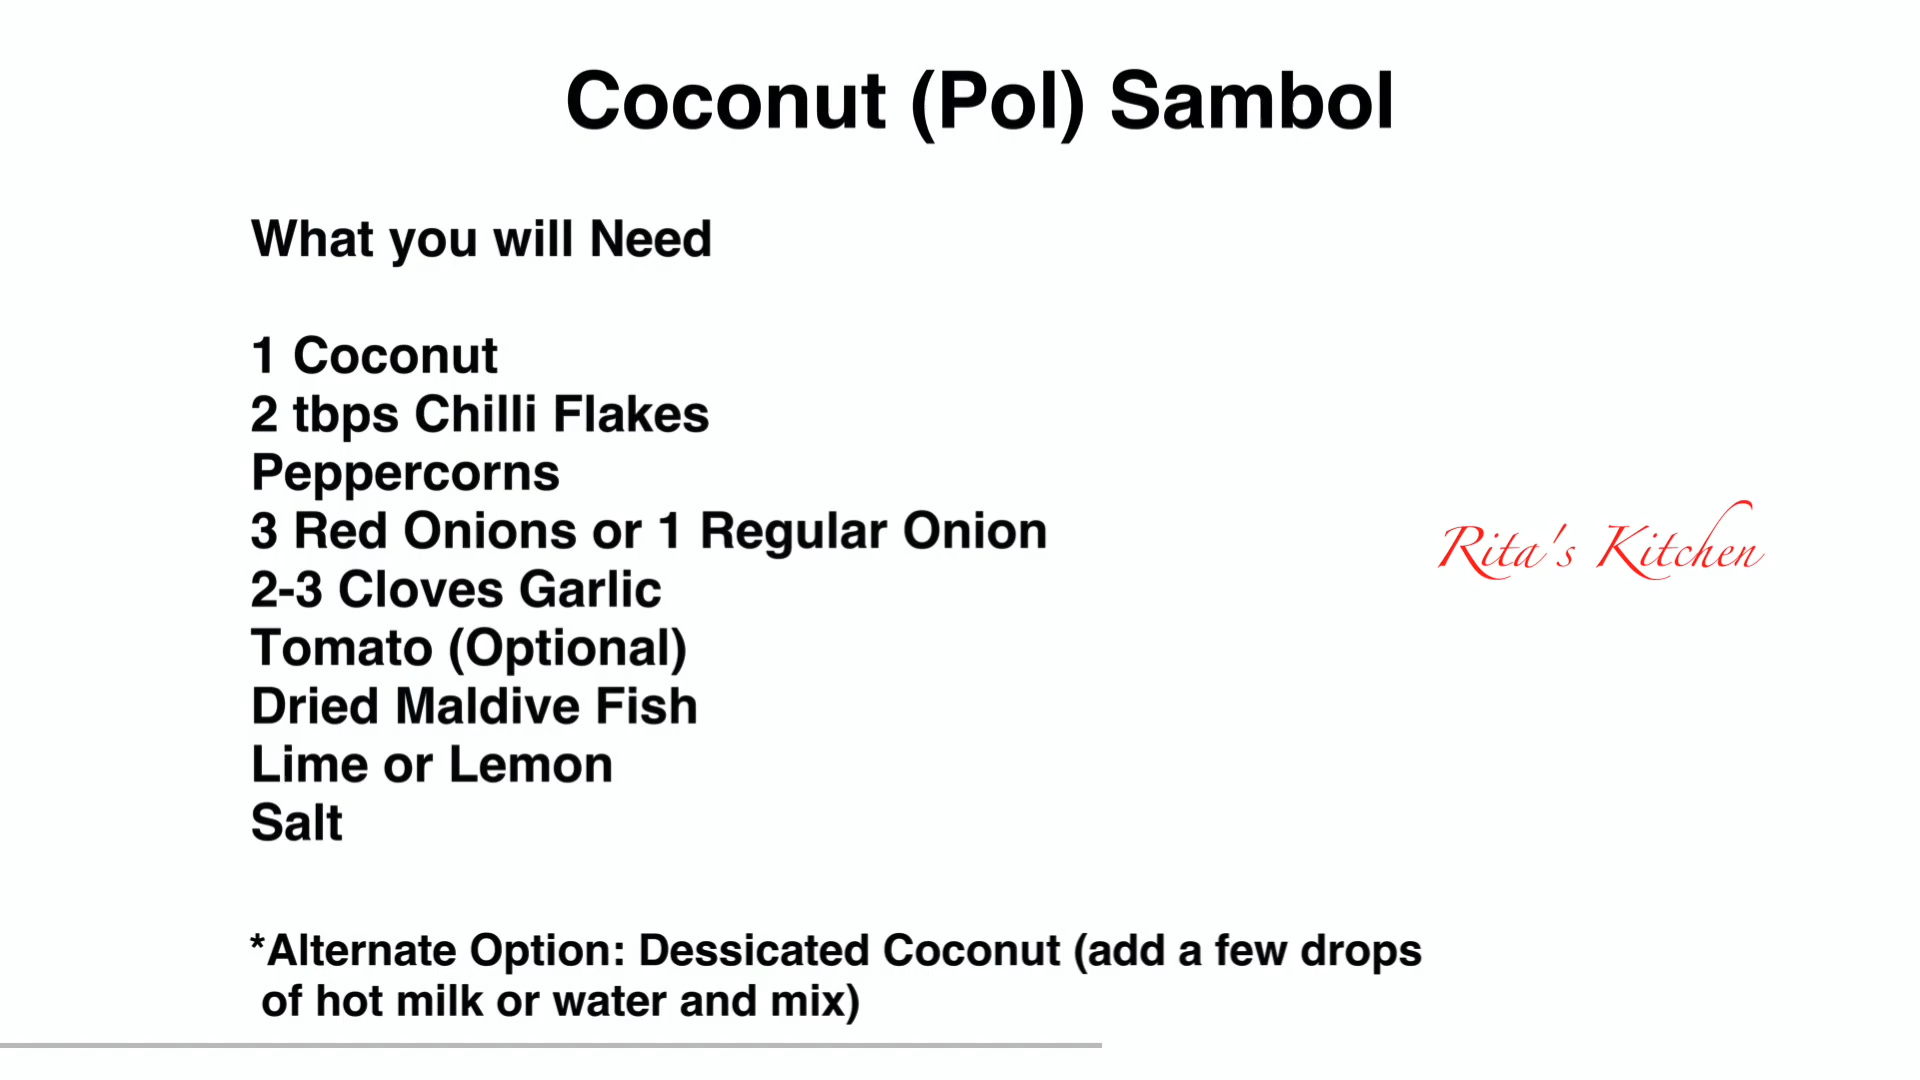 Coconut (Pol) Sambol
What you will Need
1 Coconut
2 tbps Chilli Flakes
Peppercorns
3 Red Onions or 1 Regular Onion
2-3 Cloves Garlic
Tomato (Optional)
Dried Maldive Fish
Lime or Lemon
Salt
Rita's Kitchen
*Alternate Option: Dessicated Coconut (add a few drops
of hot milk or water and mix)